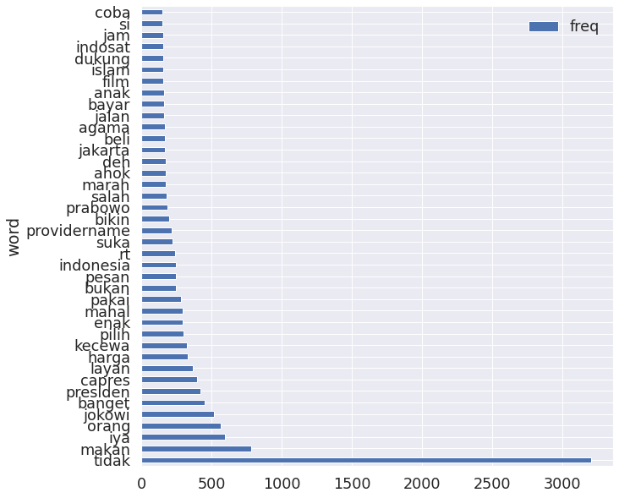 freq
word
coba
si
jam
indosat
dukung
islam
film
anak
bayar
jalan
agama
beli
jakarta
deh
ahok
marah
salah
prabowo
bikin
providername
suka
rt
indonesia
pesan
bukan
pakai
mahal
enak
pilih
kecewa
harga
layan
capres
presiden
banget
jokowi
orang
iya
makan
tidak
0 500 1000 1500 2000 2500 3000